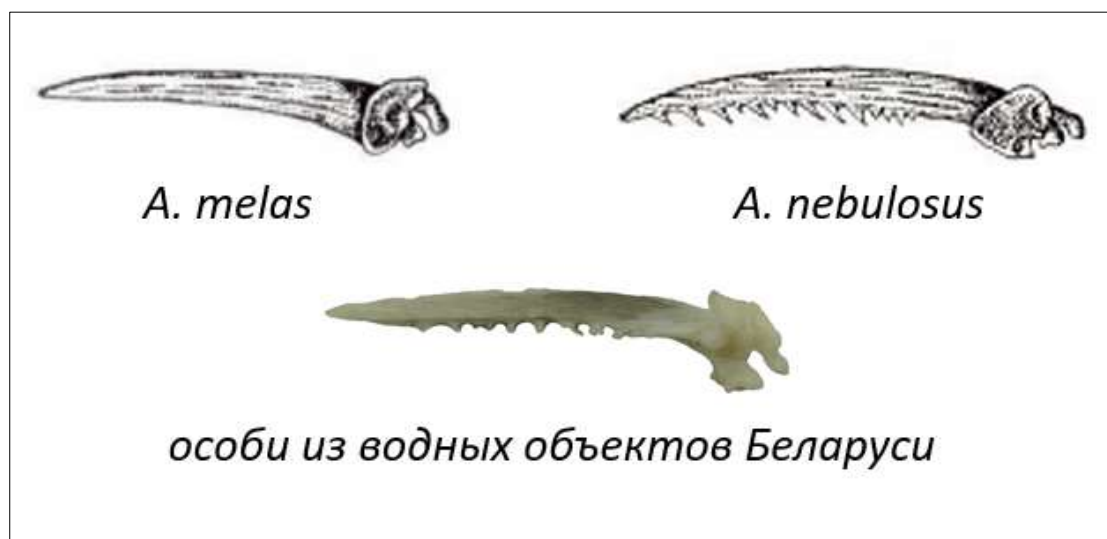 A. melas
A. nebulosus
особи из водных объектов Беларуси